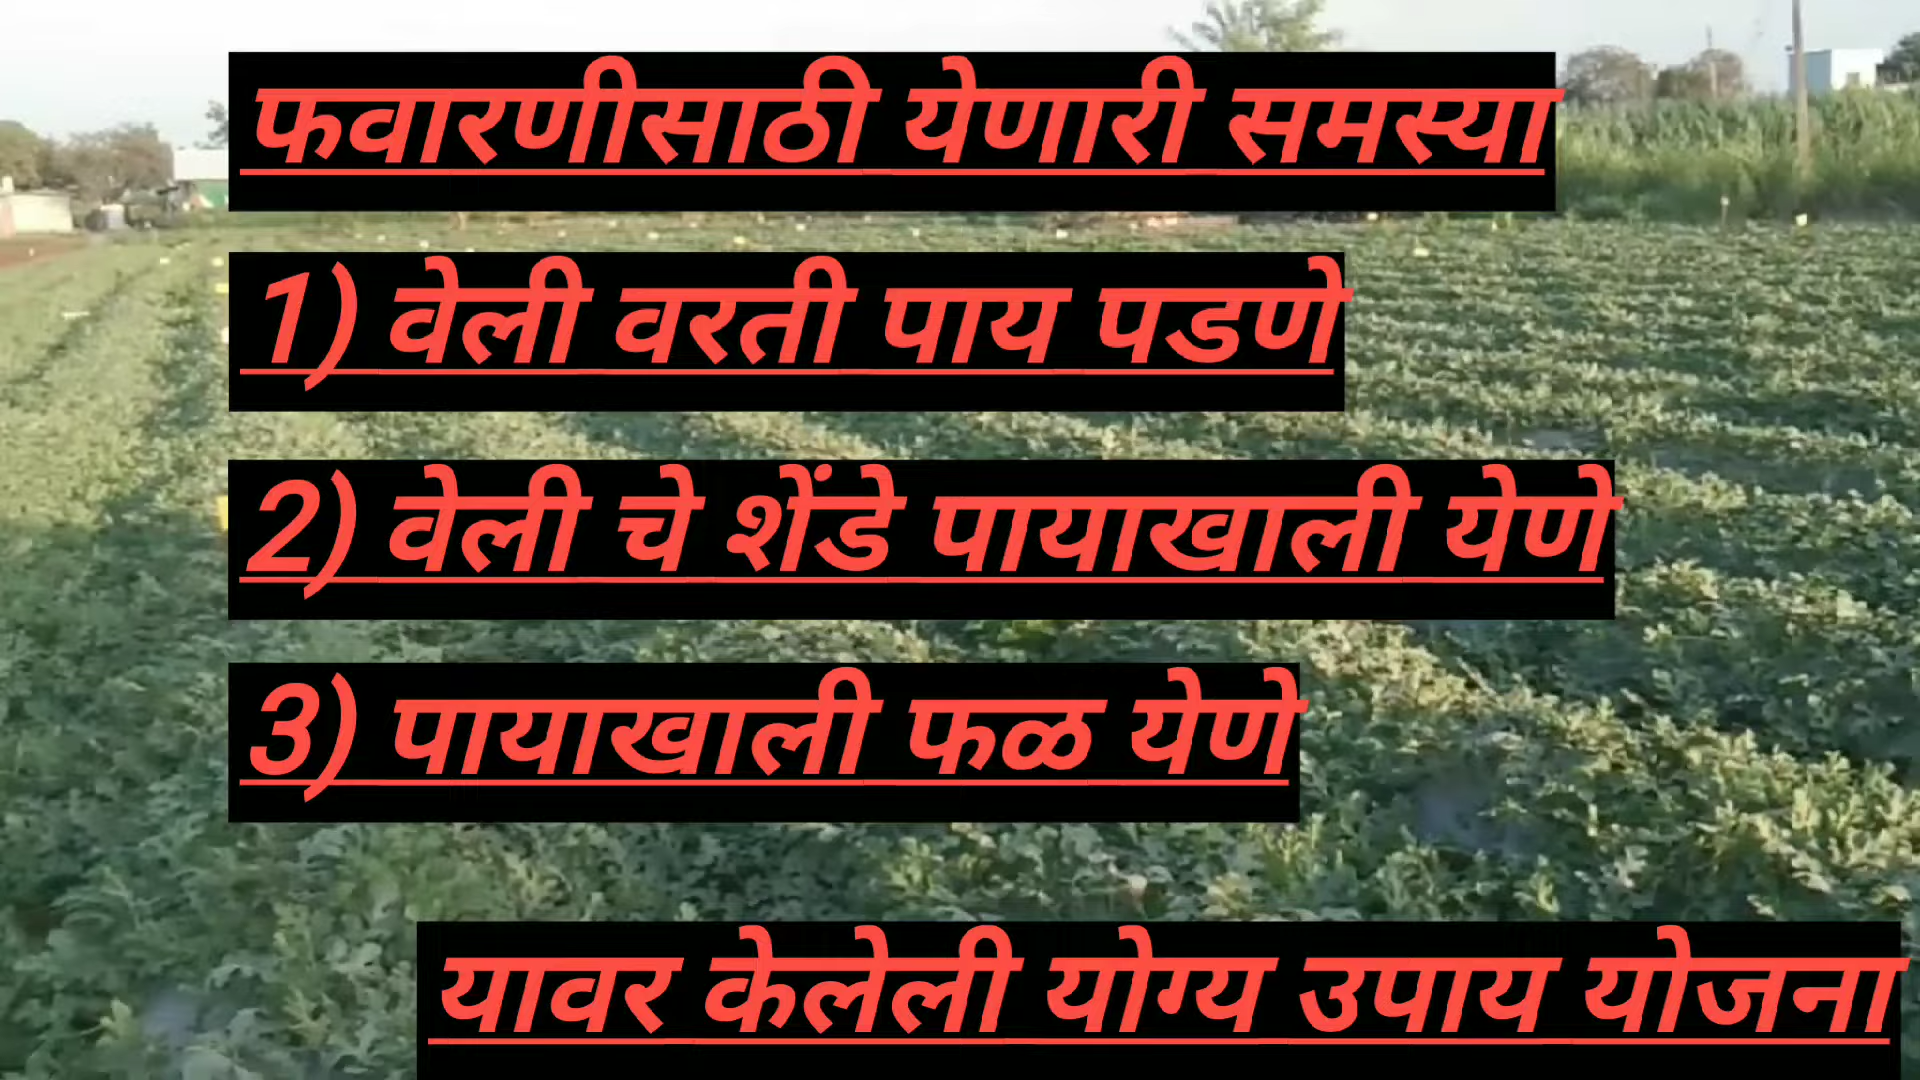 फवारणीसाठी येणारी समस्या
1) वेली वरती पाय पडणे
2) वेली चे शेंडे पायाखाली येणे
3) पायाखाली फळ येणे
यावर केलेली योग्य उपाय योजना